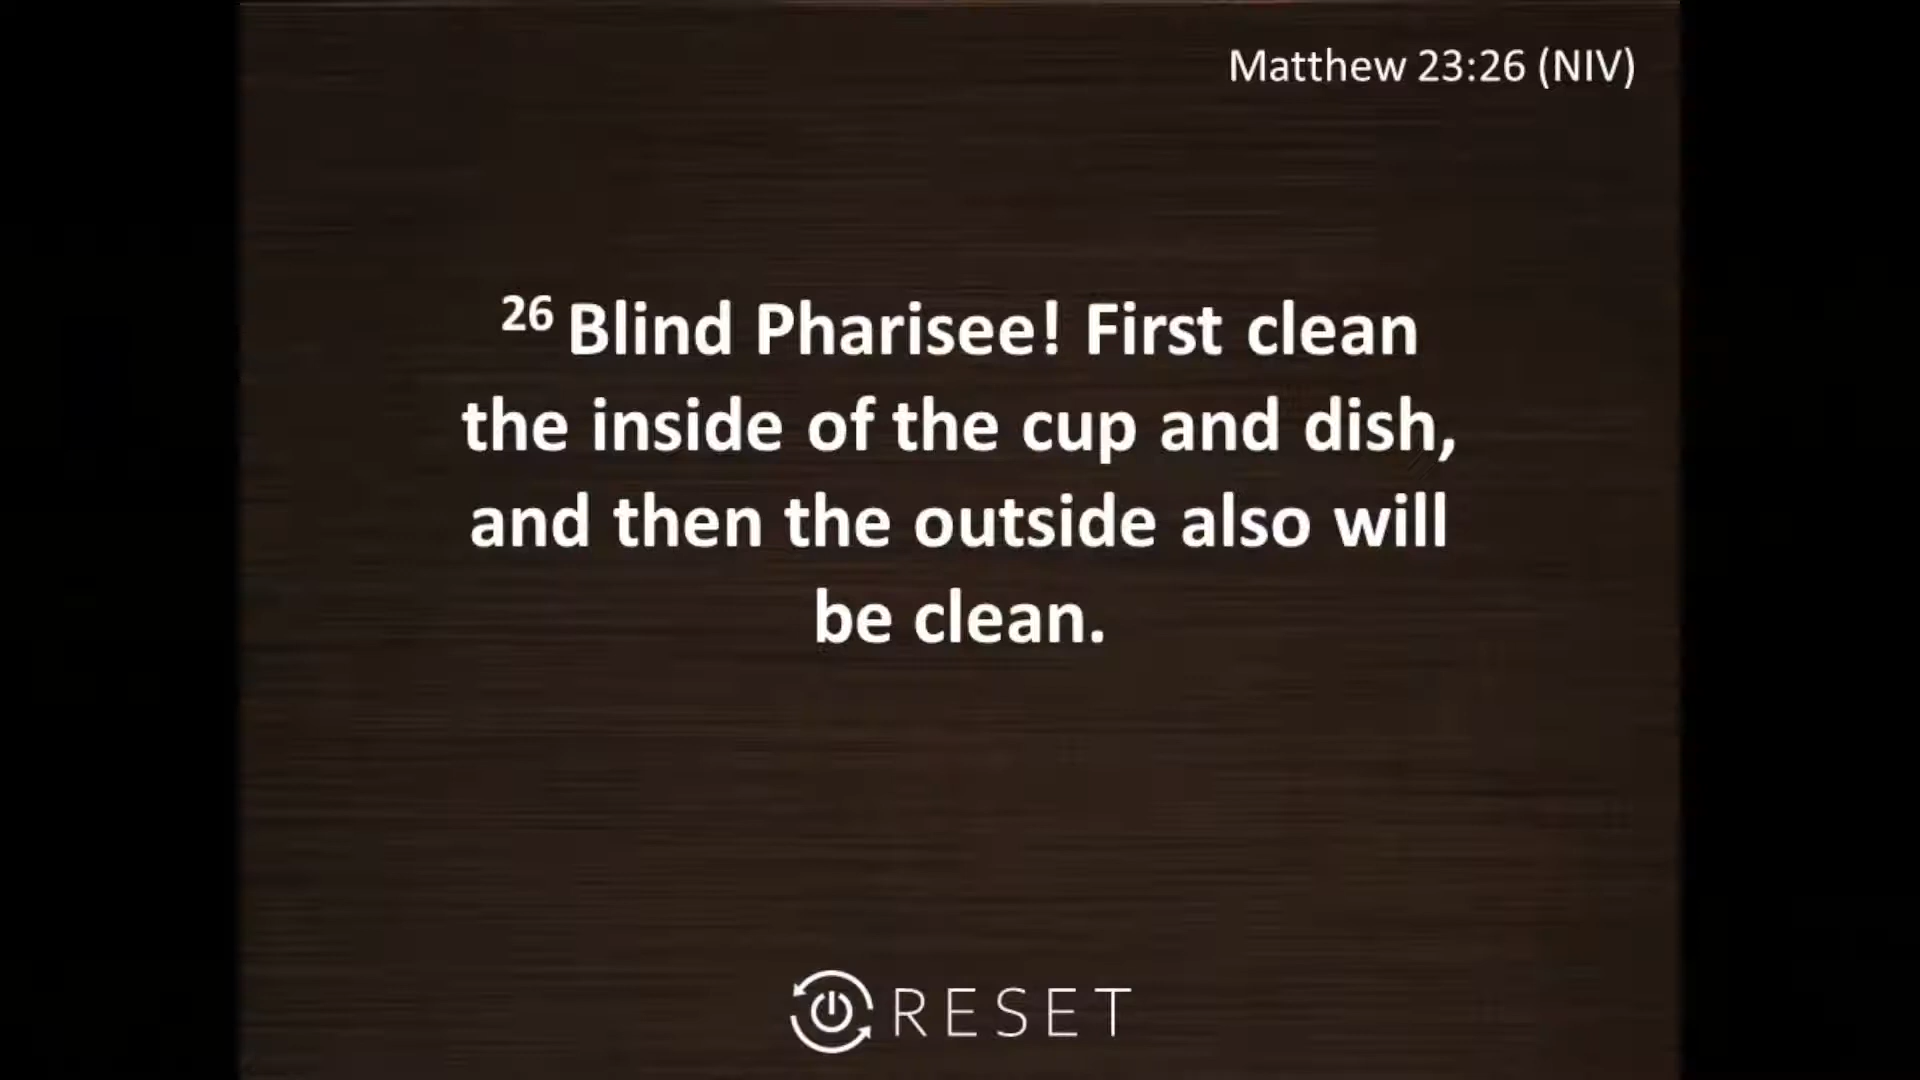 Matthew 23:26 (NIV)
26 Blind Pharisee! First clean
the inside of the cup and dish,
and then the outside also will
be clean.
RESET